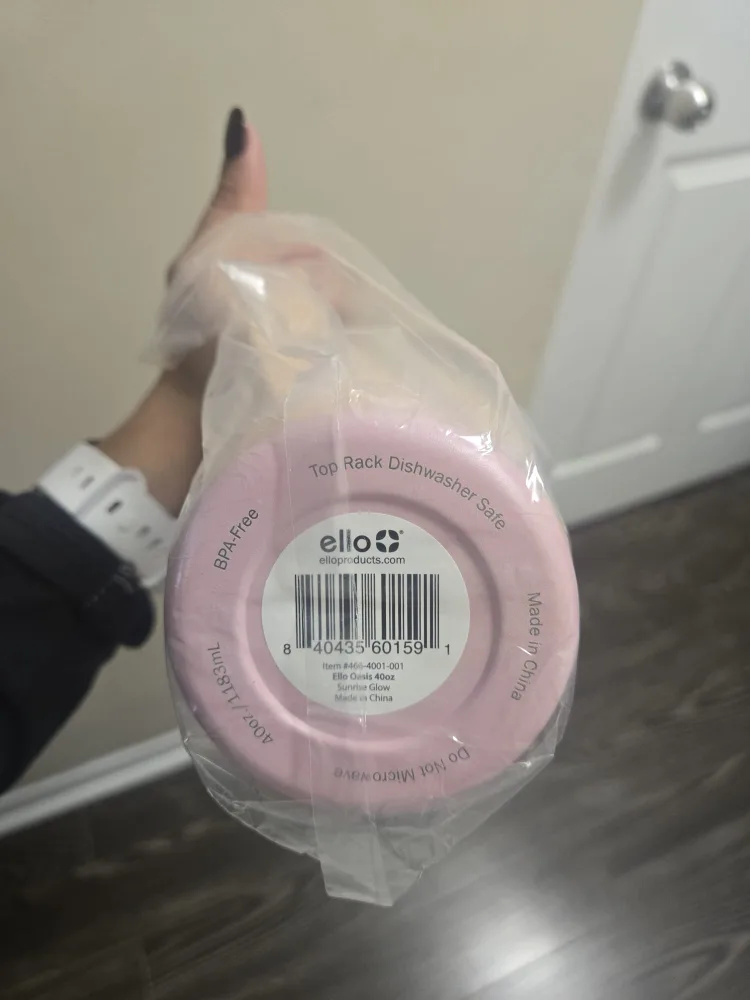 Top Rack Dishwasher Safe
BPA-Free
ello®
elloproducts.com
8 40435 60159 1
Item #466-4001-001
Ello Oasis 40oz
Sunrise Glow
Made in China
Made in China
40oz / 1183mL
Do Not Microwave